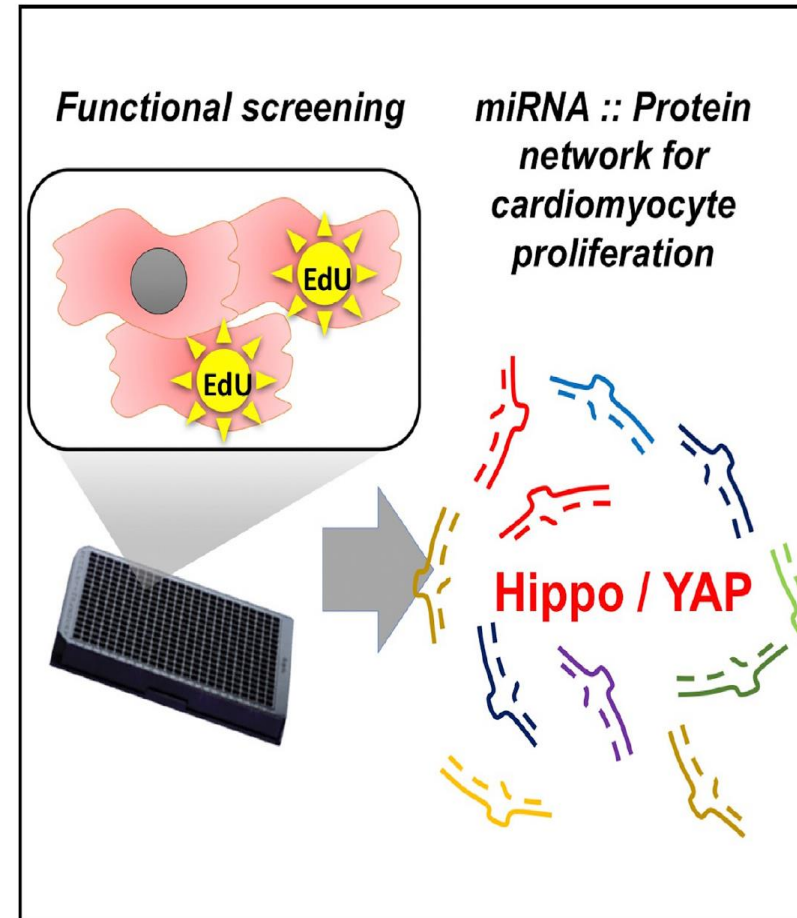 Functional screening
miRNA :: Protein
network for
cardiomyocyte
proliferation
EdU
EdU
Hippo / YAP